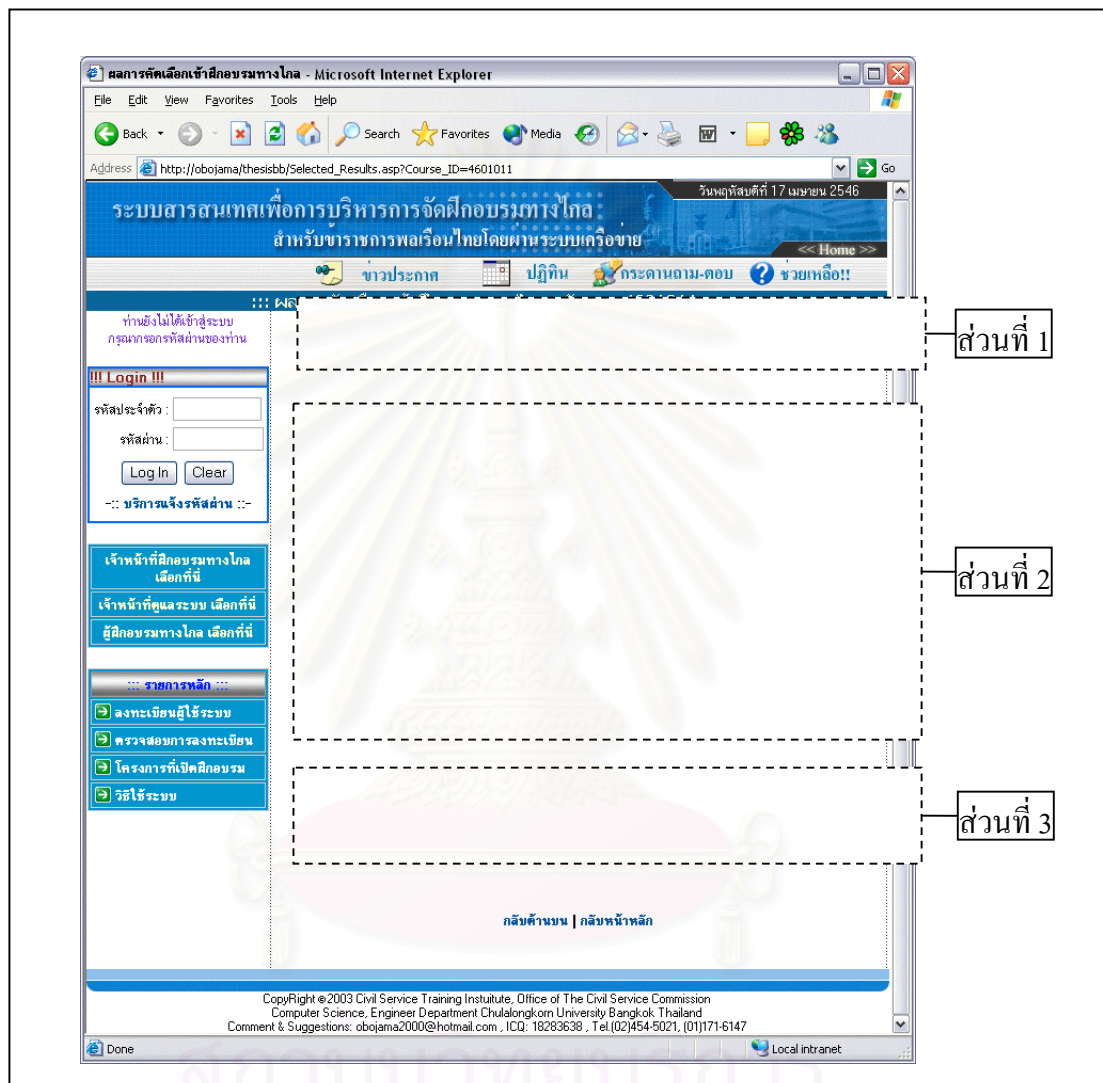 ผลการคัดเลือกเข้าฝึกอบรมทางไกล - Microsoft Internet Explorer
File Edit View Favorites Tools Help
Back Search Favorites Media
Address http://obojama/thesisbb/Selected_Results.asp?Course_ID=4601011 Go
วันพฤหัสบดีที่ 17 เมษายน 2546
ระบบสารสนเทศเพื่อการบริหารการจัดฝึกอบรมทางไกล
สำหรับข้าราชการพลเรือนไทยโดยผ่านระบบเครือข่าย
<< Home >>
ข่าวประกาศ ปฏิทิน กระดานถาม-ตอบ ช่วยเหลือ!!
ท่านยังไม่ได้เข้าสู่ระบบ
กรุณากรอกรหัสผ่านของท่าน
ส่วนที่ 1
!!! Login !!!
รหัสประจำตัว :
รหัสผ่าน :
Log In Clear
-:: บริการแจ้งรหัสผ่าน ::-
เจ้าหน้าที่ฝึกอบรมทางไกล
เลือกที่นี่
เจ้าหน้าที่ดูแลระบบ เลือกที่นี่
ผู้ฝึกอบรมทางไกล เลือกที่นี่
ส่วนที่ 2
::: รายการหลัก :::
ลงทะเบียนผู้ใช้ระบบ
ตรวจสอบการลงทะเบียน
โครงการที่เปิดฝึกอบรม
วิธีใช้ระบบ
ส่วนที่ 3
กลับด้านบน | กลับหน้าหลัก
CopyRight @2003 Civil Service Training Instuitute, Office of The Civil Service Commission
Computer Science, Engineer Department Chulalongkorn University Bangkok Thailand
Comment & Suggestions: obojama2000@hotmail.com , ICQ: 18283638 , Tel.(02)454-5021, (01)171-6147
Done Local intranet